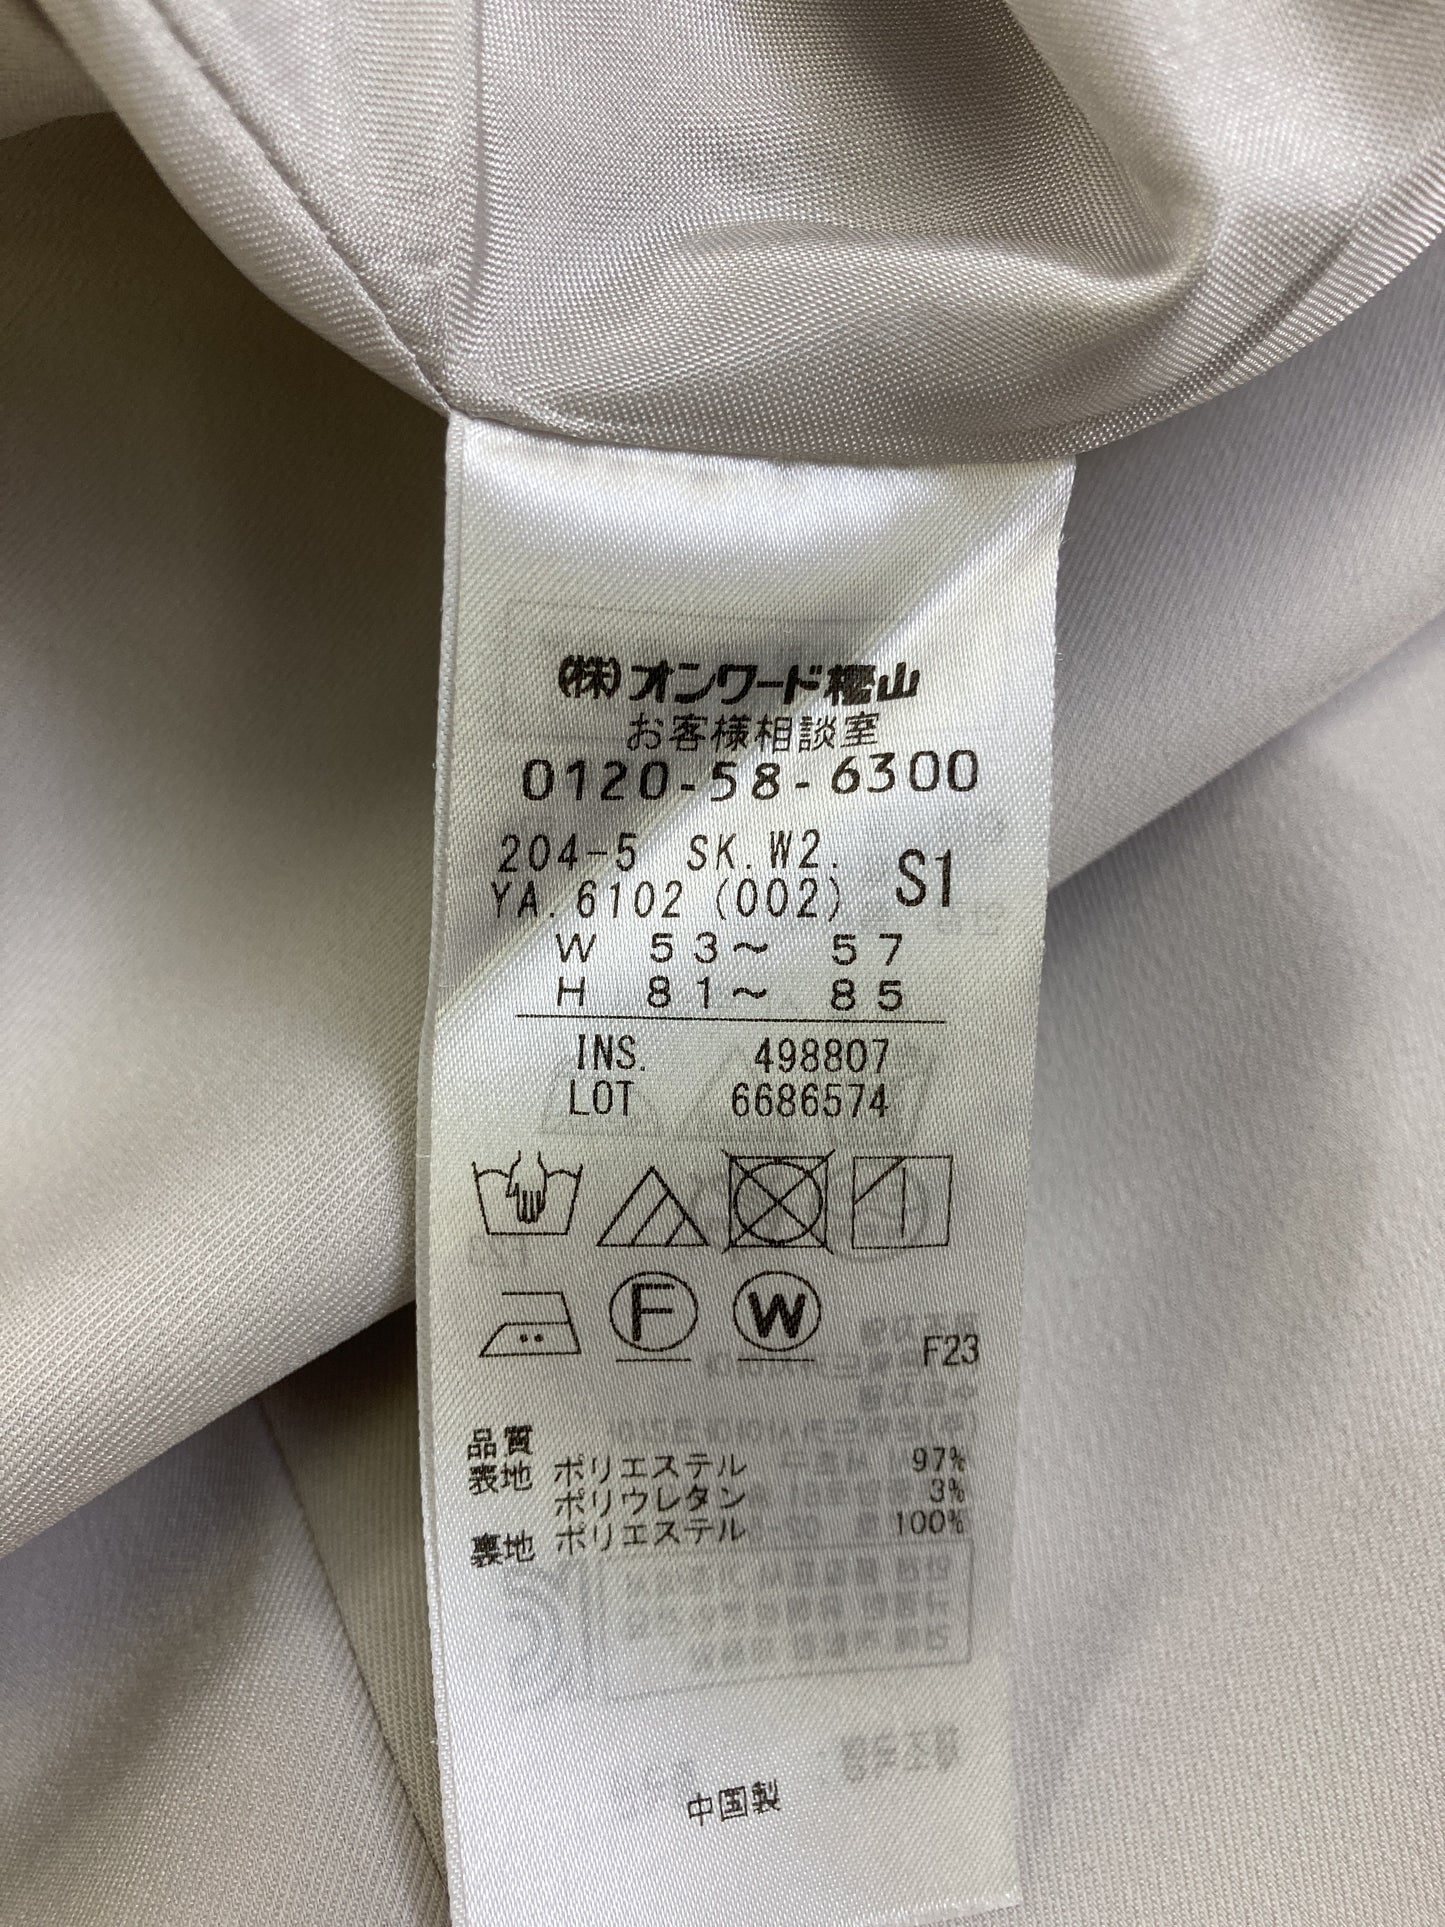 (株)オンワード樫山
お客様相談室
0120-58-6300
204-5 SK.W2.
YA.6102 (002) S1
W 53～ 57
H 81～ 85
INS. 498807
LOT 6686574
F W
F23
品質
表地 ポリエステル 97%
ポリウレタン 3%
裏地 ポリエステル 100%
中国製